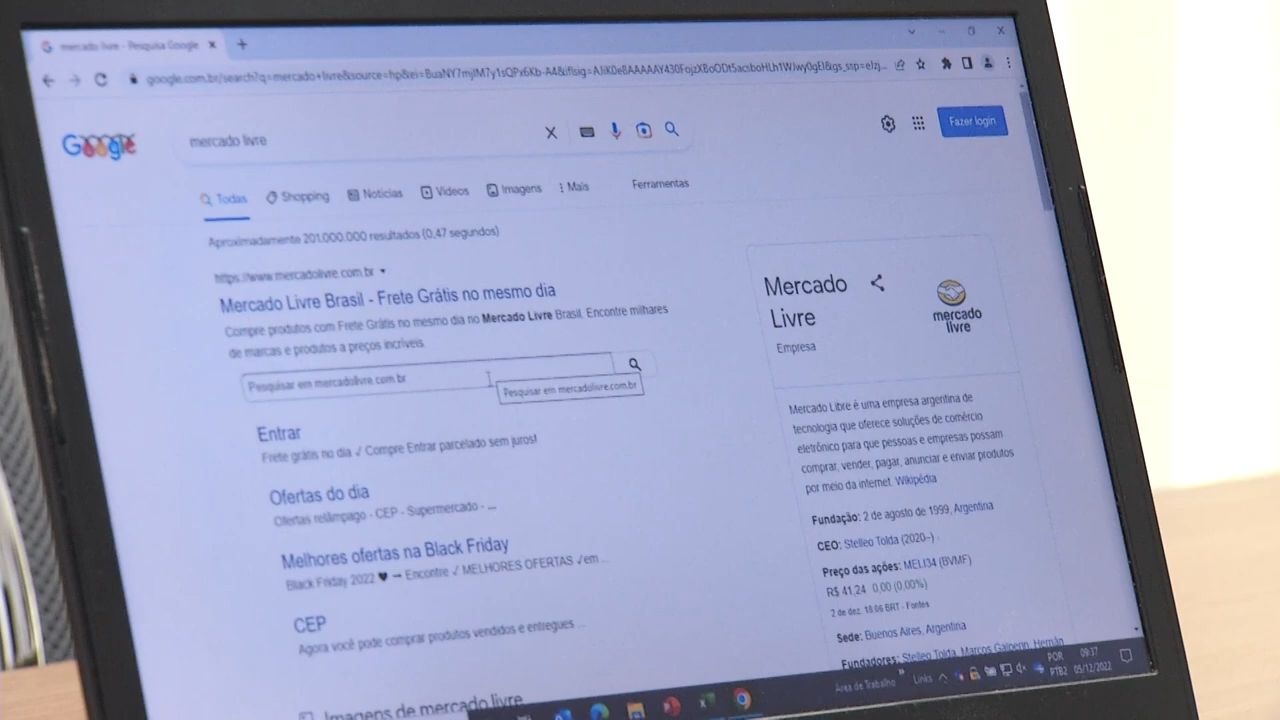 mercado livre - Pesquisa Google
Google
mercado livre
Fazer login
Todas
Shopping
Notícias
Vídeos
Imagens
Mais
Ferramentas
Aproximadamente 201.000.000 resultados (0,47 segundos)
https://www.mercadolivre.com.br
Mercado Livre Brasil - Frete Grátis no mesmo dia
Compre produtos com Frete Grátis no mesmo dia no Mercado Livre Brasil. Encontre milhares
de marcas e produtos a preços incríveis.
Pesquisar em mercadolivre.com.br
Pesquisar em mercadolivre.com.br
Entrar
Frete grátis no dia √ Compre Entrar parcelado sem juros!
Ofertas do dia
Ofertas relâmpago - CEP - Supermercado - ...
Melhores ofertas na Black Friday
Black Friday 2022 ♥ ➞ Encontre √ MELHORES OFERTAS √ em ...
CEP
Agora você pode comprar produtos vendidos e entregues ...
Imagens de mercado livre
Mercado
Livre
Empresa
mercado
livre
Mercado Libre é uma empresa argentina de
tecnologia que oferece soluções de comércio
eletrônico para que pessoas e empresas possam
comprar, vender, pagar, anunciar e enviar produtos
por meio da internet. Wikipédia
Fundação: 2 de agosto de 1999, Argentina
CEO: Stelleo Tolda (2020–)
Preço das ações: MELI34 (BVMF)
R$ 41,24 0,00 (0,00%)
2 de dez. 18:06 BRT - Fontes
Sede: Buenos Aires, Argentina
Fundadores: Stelleo Tolda, Marcos Galperin, Hernán
Área de Trabalho
Links
POR
PTB2
09:37
05/12/2022